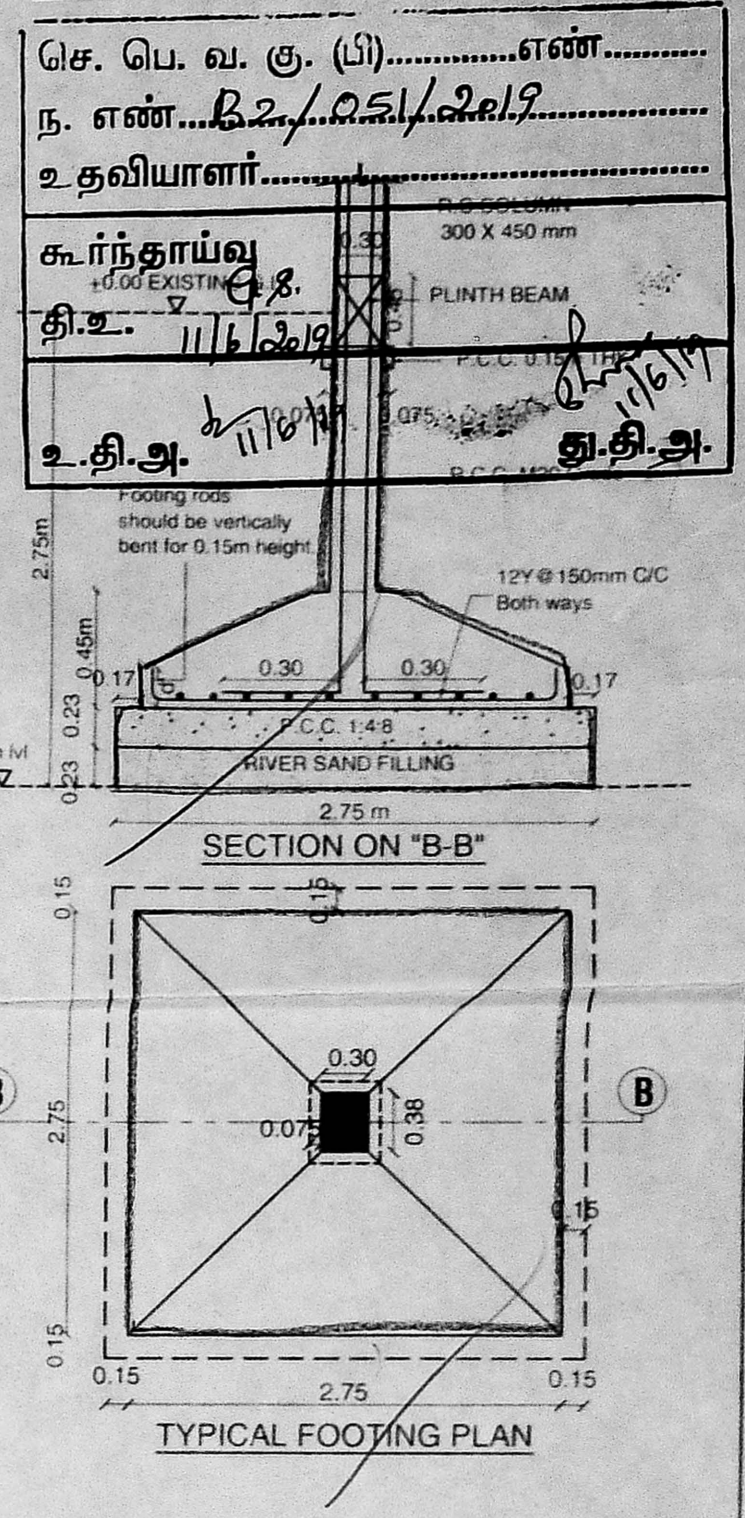 செ. பெ. வ. கு. (பி)..............எண்...........
ந. எண்....B2/051/2019
உதவியாளர்
R.C COLUMN
300 X 450 mm
0.30
கூர்ந்தாய்வு
±0.00 EXISTING
PLINTH BEAM
தி.உ. 11/6/2019
P.C.C. 0.15 THK
0.075 0.075
11/6/19
11/6/19
உ.தி.அ.
து.தி.அ.
Footing rods
should be vertically
bent for 0.15m height.
2.75m
12Y@150mm C/C
Both ways
0.45m
0.17 0.30 0.30 0.17
0.23
P.C.C. 1:4:8
RIVER SAND FILLING
0.23
2.75 m
SECTION ON "B-B"
0.15 0.15
0.30
B
0.38
2.75
0.075
0.15
0.15
0.15 2.75 0.15
TYPICAL FOOTING PLAN